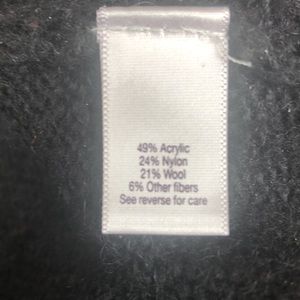 49% Acrylic
24% Nylon
21% Wool
6% Other fibers
See reverse for care